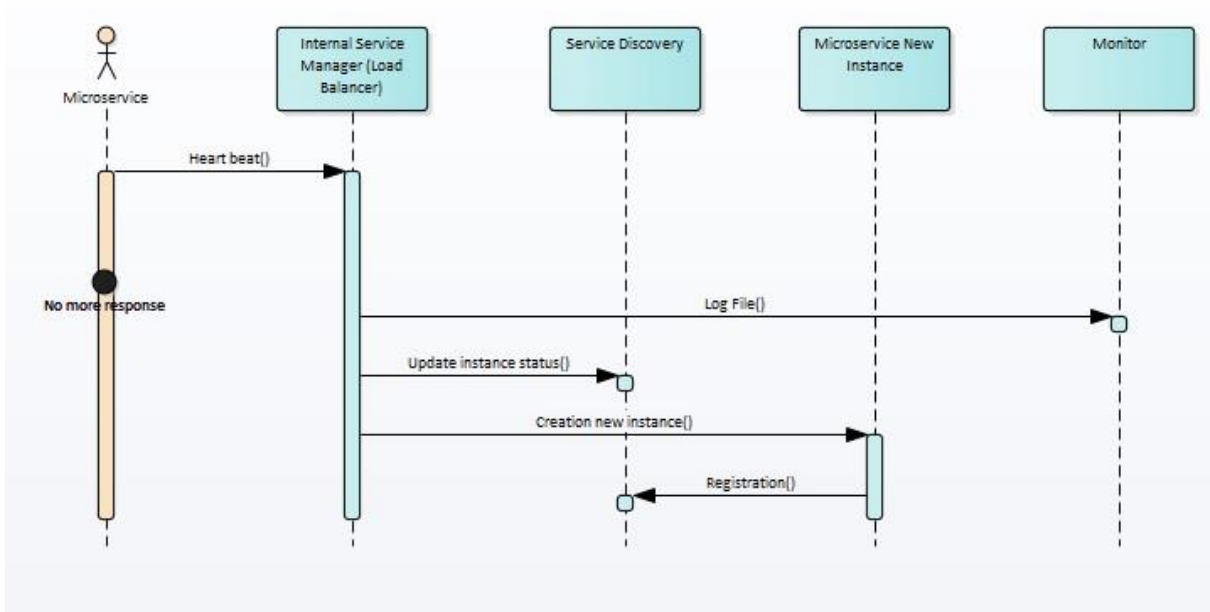 Microservice
Internal Service
Manager (Load
Balancer)
Service Discovery
Microservice New
Instance
Monitor
Heart beat()
No more response
Log File()
Update instance status()
Creation new instance()
Registration()